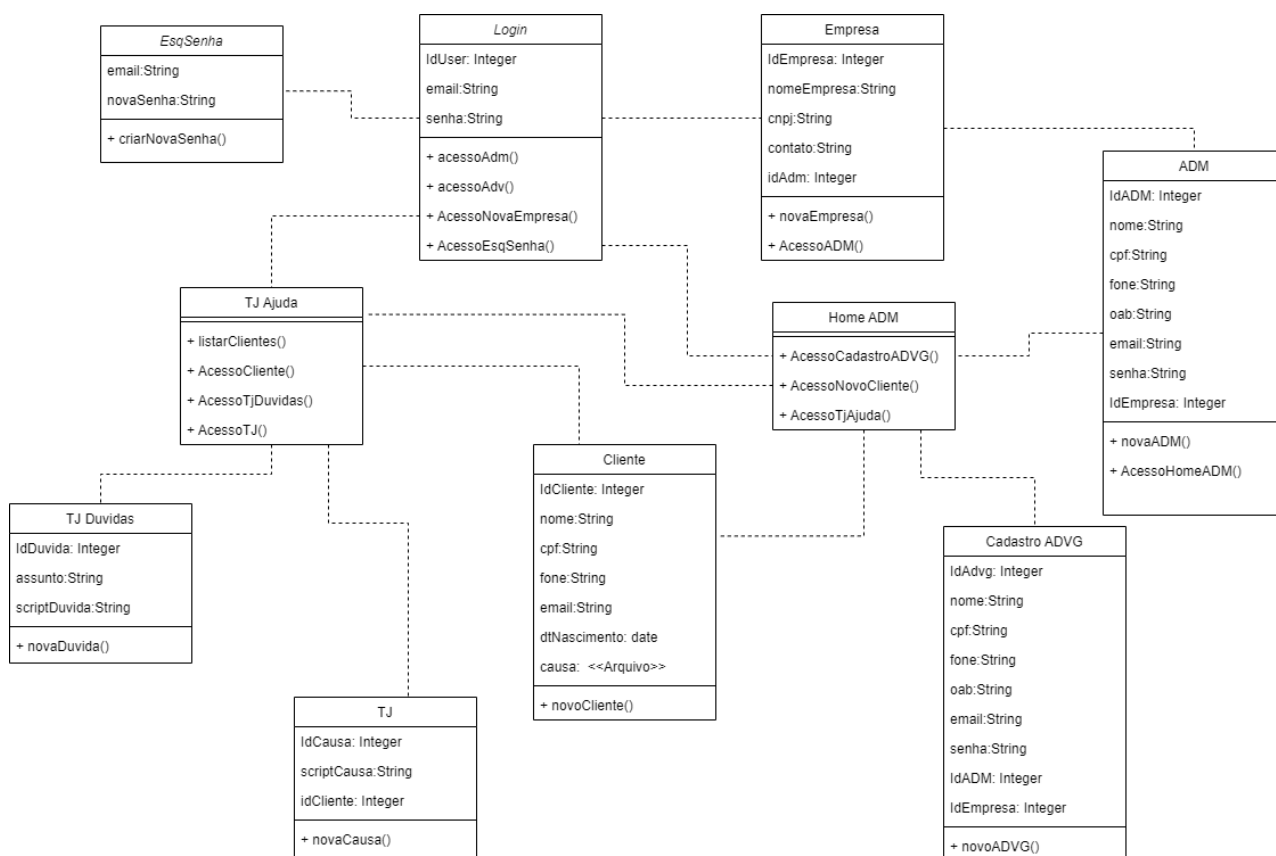 EsqSenha
email:String
novaSenha:String
+ criarNovaSenha()
Login
IdUser: Integer
email:String
senha:String
+ acessoAdm()
+ acessoAdv()
+ AcessoNovaEmpresa()
+ AcessoEsqSenha()
Empresa
IdEmpresa: Integer
nomeEmpresa:String
cnpj:String
contato:String
idAdm: Integer
+ novaEmpresa()
+ AcessoADM()
ADM
IdADM: Integer
nome:String
cpf:String
fone:String
oab:String
email:String
senha:String
IdEmpresa: Integer
+ novaADM()
+ AcessoHomeADM()
TJ Ajuda
+ listarClientes()
+ AcessoCliente()
+ AcessoTjDuvidas()
+ AcessoTJ()
Home ADM
+ AcessoCadastroADVG()
+ AcessoNovoCliente()
+ AcessoTjAjuda()
TJ Duvidas
IdDuvida: Integer
assunto:String
scriptDuvida:String
+ novaDuvida()
Cliente
IdCliente: Integer
nome:String
cpf:String
fone:String
email:String
dtNascimento: date
causa: <<Arquivo>>
+ novoCliente()
Cadastro ADVG
IdAdvg: Integer
nome:String
cpf:String
fone:String
oab:String
email:String
senha:String
IdADM: Integer
IdEmpresa: Integer
+ novoADVG()
TJ
IdCausa: Integer
scriptCausa:String
idCliente: Integer
+ novaCausa()